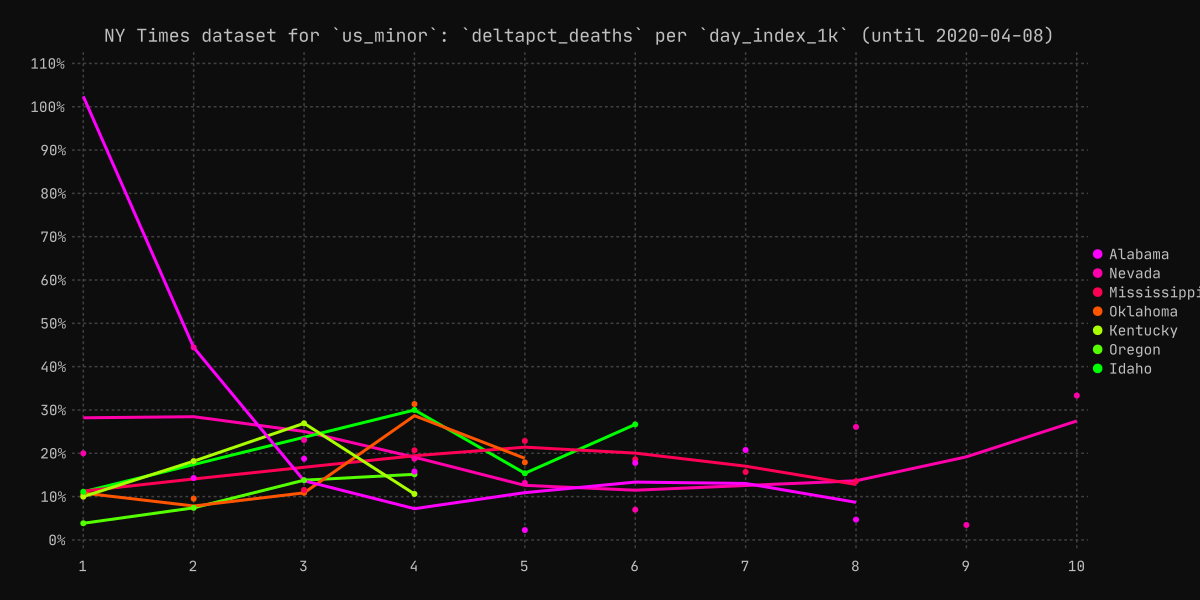 NY Times dataset for `us_minor`: `deltapct_deaths` per `day_index_1k` (until 2020-04-08)
110%
100%
90%
80%
70%
60%
50%
40%
30%
20%
10%
0%
1 2 3 4 5 6 7 8 9 10
Alabama
Nevada
Mississippi
Oklahoma
Kentucky
Oregon
Idaho